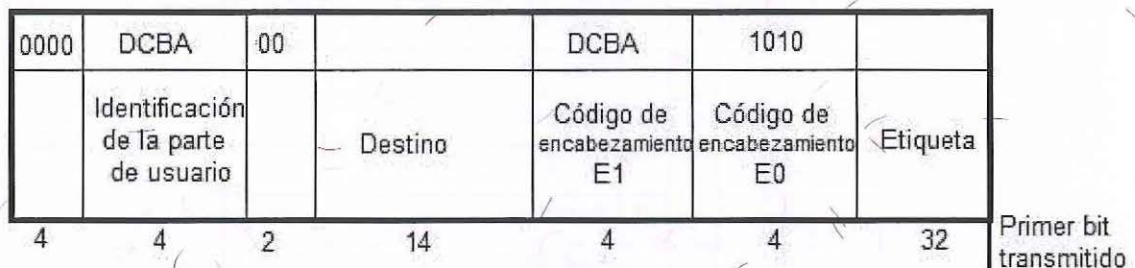 0000 DCBA 00 DCBA 1010
Identificación
de la parte
de usuario
Destino
Código de
encabezamiento
E1
Código de
encabezamiento
E0
Etiqueta
4 4 2 14 4 4 32
Primer bit
transmitido